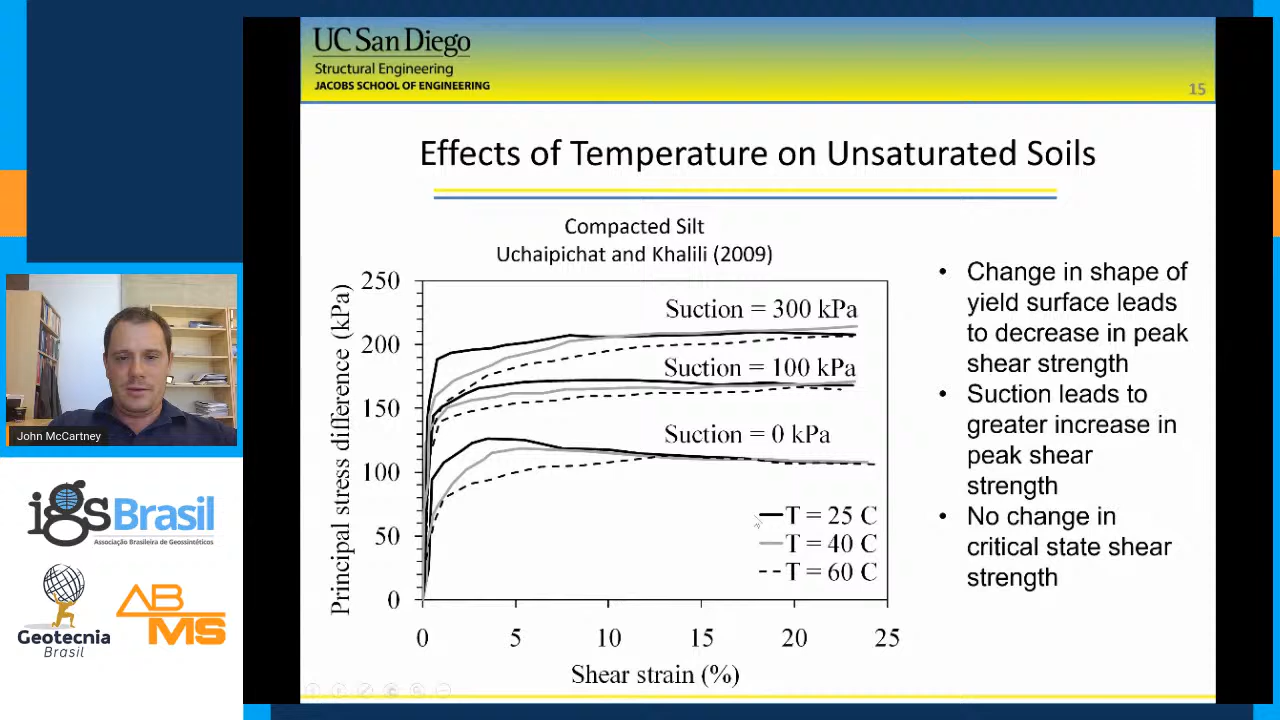 UC San Diego
Structural Engineering
JACOBS SCHOOL OF ENGINEERING
15
Effects of Temperature on Unsaturated Soils
Compacted Silt
Uchaipichat and Khalili (2009)
Principal stress difference (kPa)
250
200
150
100
50
0
Suction = 300 kPa
Suction = 100 kPa
Suction = 0 kPa
T = 25 C
T = 40 C
T = 60 C
0 5 10 15 20 25
Shear strain (%)
• Change in shape of
yield surface leads
to decrease in peak
shear strength
• Suction leads to
greater increase in
peak shear
strength
• No change in
critical state shear
strength
John McCartney
igs Brasil
Associação Brasileira de Geossintéticos
Geotecnia
Brasil
AB
MS